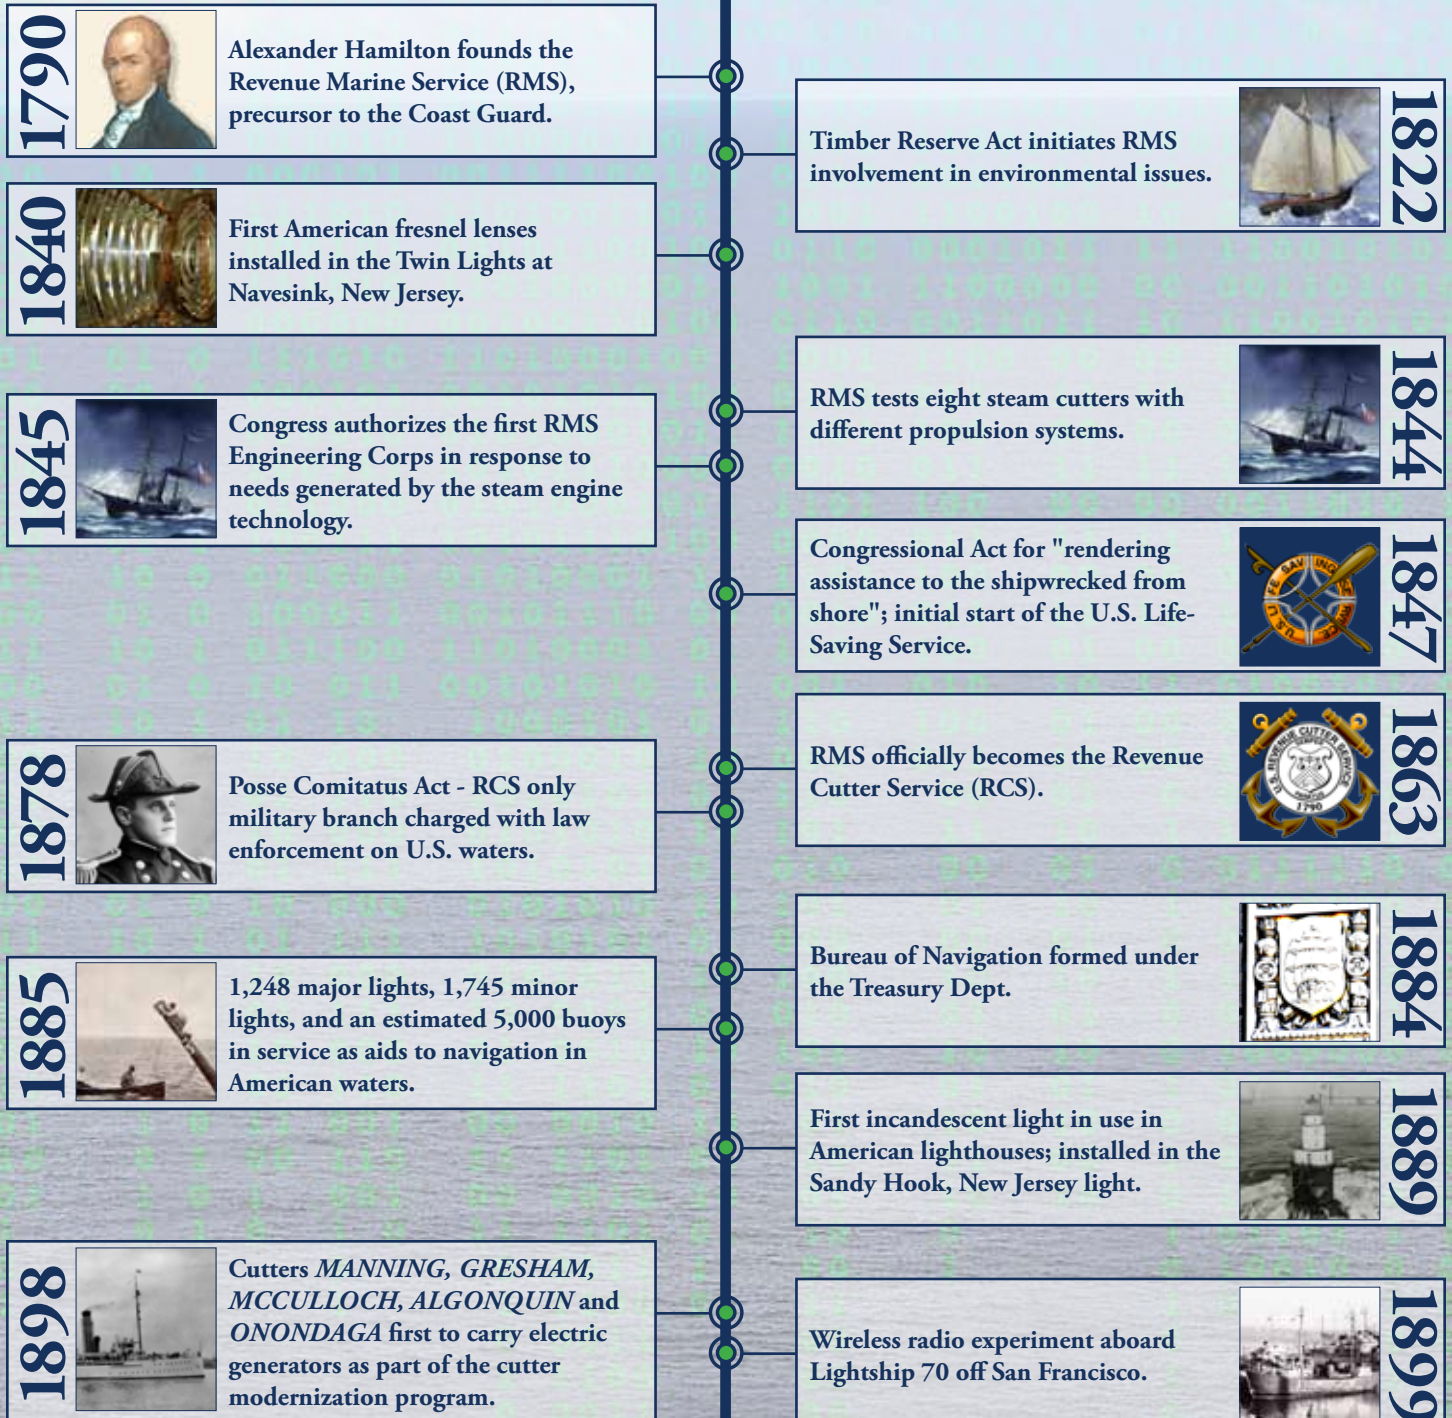 1790
Alexander Hamilton founds the
Revenue Marine Service (RMS),
precursor to the Coast Guard.
1822
Timber Reserve Act initiates RMS
involvement in environmental issues.
1840
First American fresnel lenses
installed in the Twin Lights at
Navesink, New Jersey.
1844
RMS tests eight steam cutters with
different propulsion systems.
1845
Congress authorizes the first RMS
Engineering Corps in response to
needs generated by the steam engine
technology.
1847
Congressional Act for "rendering
assistance to the shipwrecked from
shore"; initial start of the U.S. Life-
Saving Service.
1863
RMS officially becomes the Revenue
Cutter Service (RCS).
U.S. REVENUE CUTTER SERVICE
1790
1878
Posse Comitatus Act - RCS only
military branch charged with law
enforcement on U.S. waters.
1884
Bureau of Navigation formed under
the Treasury Dept.
1885
1,248 major lights, 1,745 minor
lights, and an estimated 5,000 buoys
in service as aids to navigation in
American waters.
1889
First incandescent light in use in
American lighthouses; installed in the
Sandy Hook, New Jersey light.
1898
Cutters MANNING, GRESHAM,
MCCULLOCH, ALGONQUIN and
ONONDAGA first to carry electric
generators as part of the cutter
modernization program.
1899
Wireless radio experiment aboard
Lightship 70 off San Francisco.